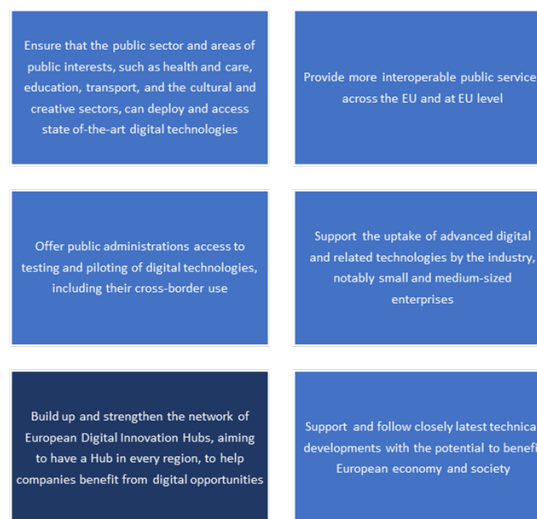 Ensure that the public sector and areas of
public interests, such as health and care,
education, transport, and the cultural and
creative sectors, can deploy and access
state of-the-art digital technologies
Provide more interoperable public service
across the EU and at EU level
Offer public administrations access to
testing and piloting of digital technologies,
including their cross-border use
Support the uptake of advanced digital
and related technologies by the industry,
notably small and medium-sized
enterprises
Build up and strengthen the network of
European Digital Innovation Hubs, aiming
to have a Hub in every region, to help
companies benefit from digital opportunities
Support and follow closely latest technica
developments with the potential to benefi
European economy and society